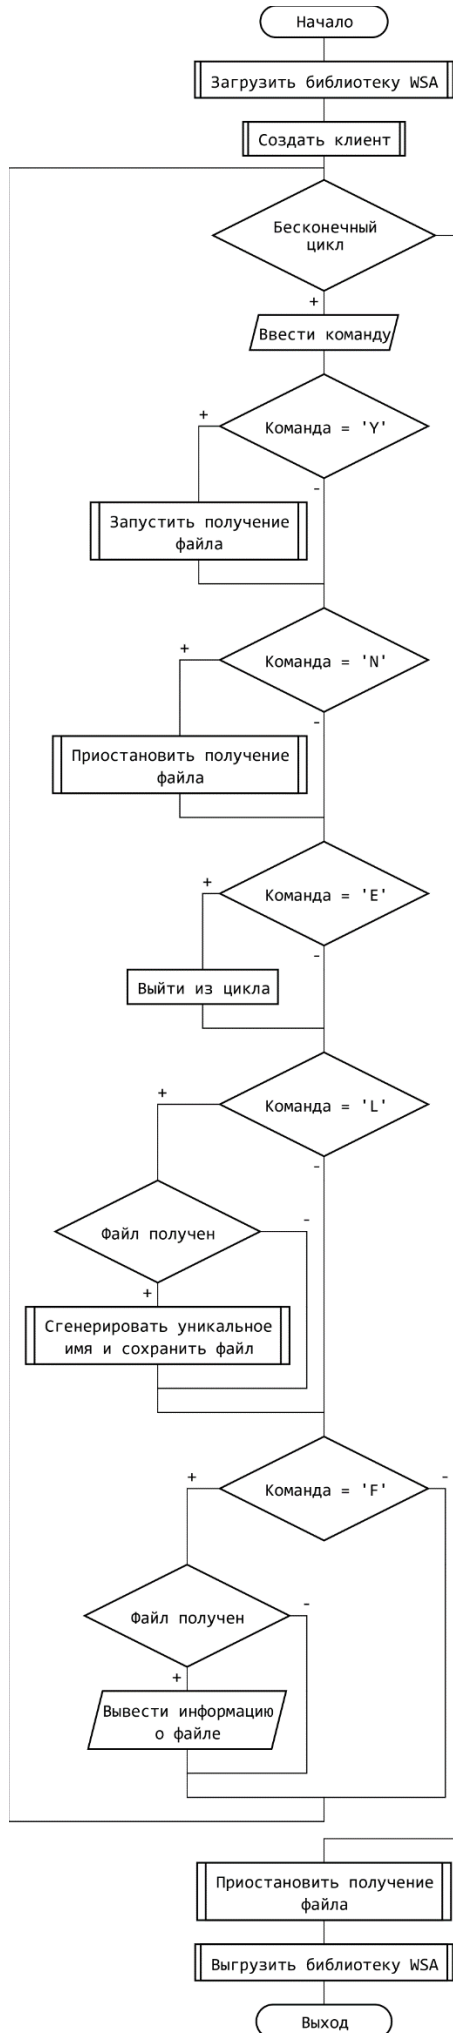 Начало
Загрузить библиотеку WSA
Создать клиент
Бесконечный
цикл
+
Ввести команду
+
Команда = 'Y'
-
Запустить получение
файла
+
Команда = 'N'
-
Приостановить получение
файла
+
Команда = 'E'
-
Выйти из цикла
+
Команда = 'L'
-
Файл получен
-
+
Сгенерировать уникальное
имя и сохранить файл
+
Команда = 'F'
-
Файл получен
-
+
Вывести информацию
о файле
Приостановить получение
файла
Выгрузить библиотеку WSA
Выход